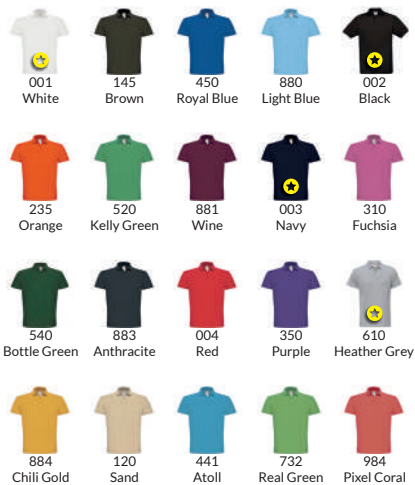 001 145 450 880 002
White Brown Royal Blue Light Blue Black
235 520 881 003 310
Orange Kelly Green Wine Navy Fuchsia
540 883 004 350 610
Bottle Green Anthracite Red Purple Heather Grey
884 120 441 732 984
Chili Gold Sand Atoll Real Green Pixel Coral